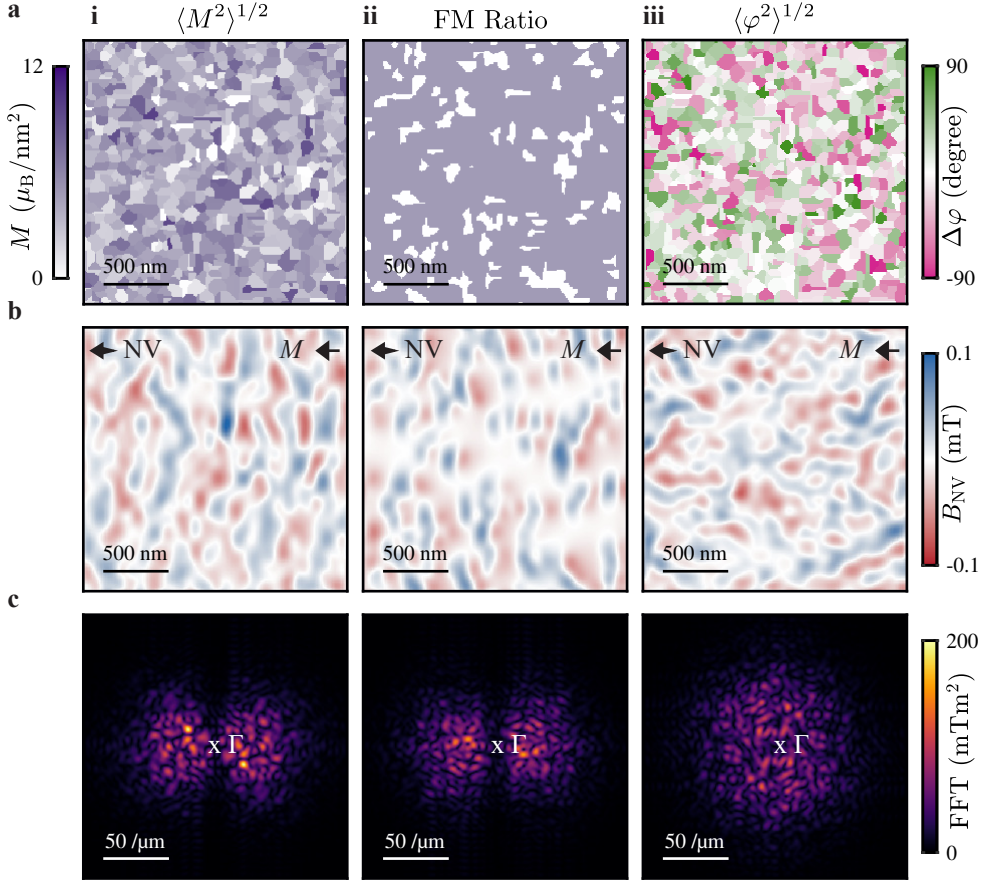 a i ⟨M²⟩^1/2 ii FM Ratio iii ⟨φ²⟩^1/2
12
M (μB/nm²)
0
500 nm
500 nm
500 nm
90
Δφ (degree)
-90
b
NV M
NV M
NV M
500 nm
500 nm
500 nm
0.1
BNV (mT)
-0.1
c
x Γ
x Γ
x Γ
50 /µm
50 /µm
50 /µm
200
FFT (mTm²)
0